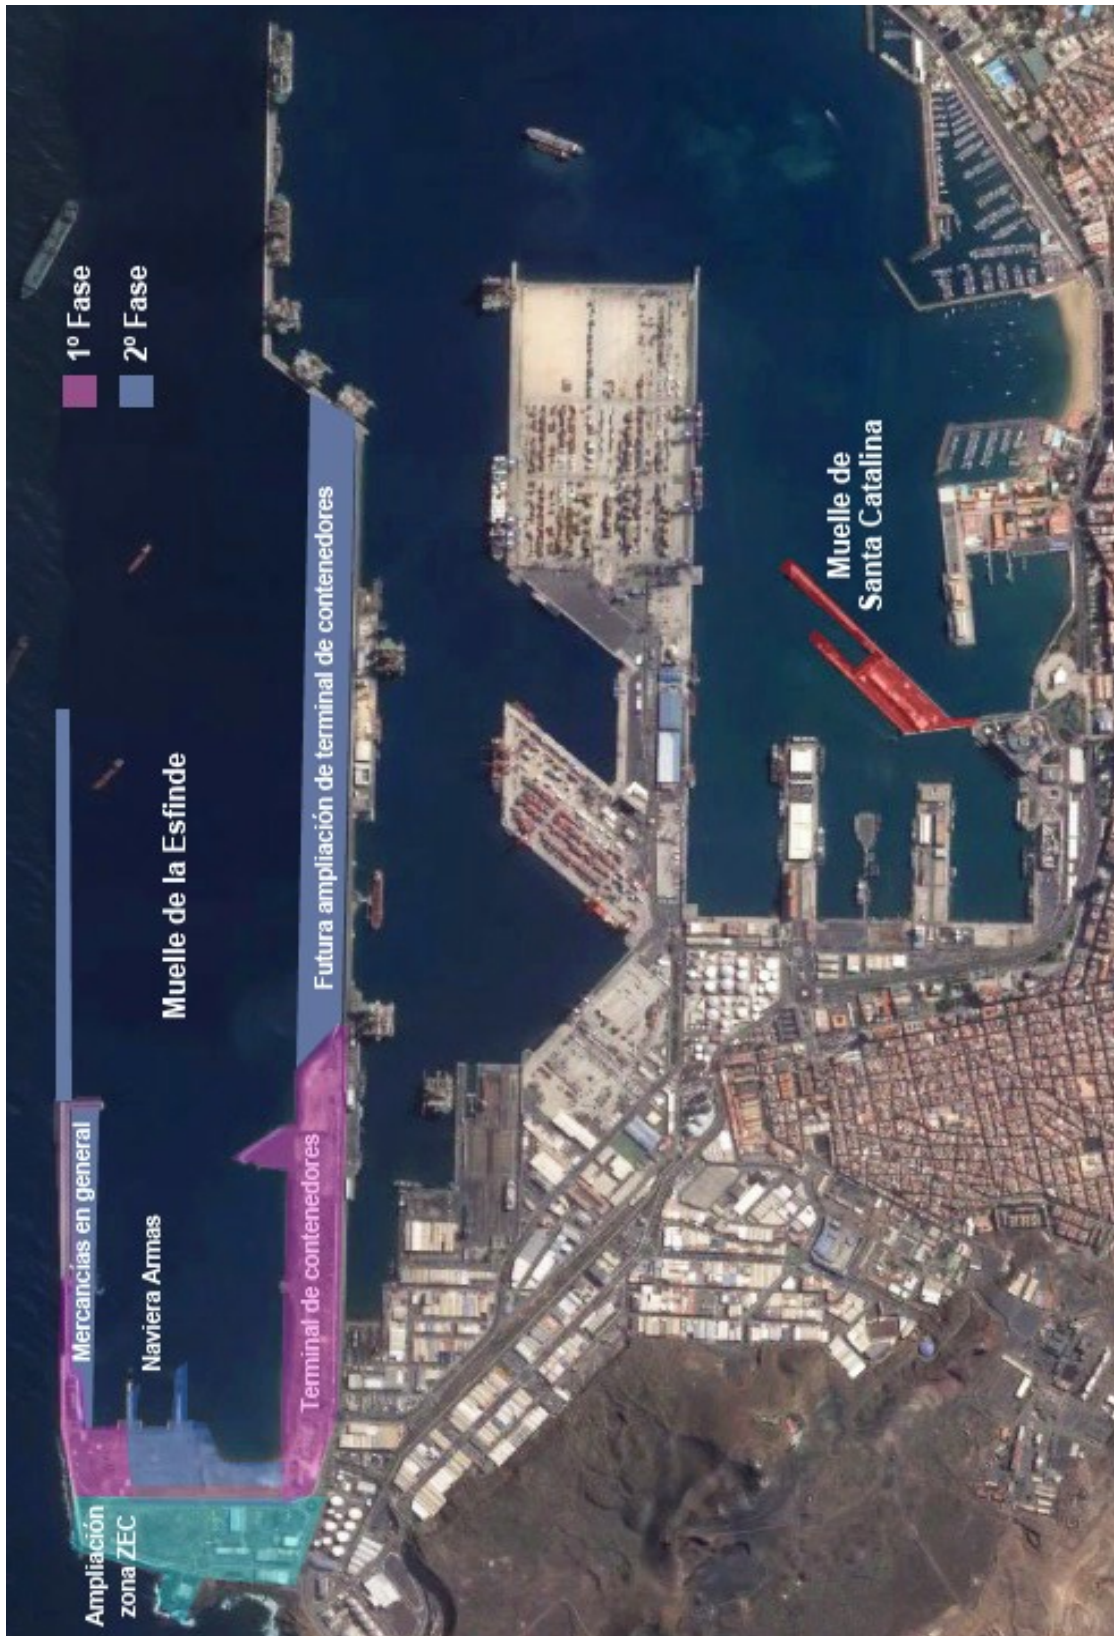 1º Fase
2º Fase
Muelle de
Santa Catalina
Futura ampliación de terminal de contenedores
Muelle de la Esfinde
Mercancías en general
Naviera Armas
Terminal de contenedores
Ampliación
zona ZEC